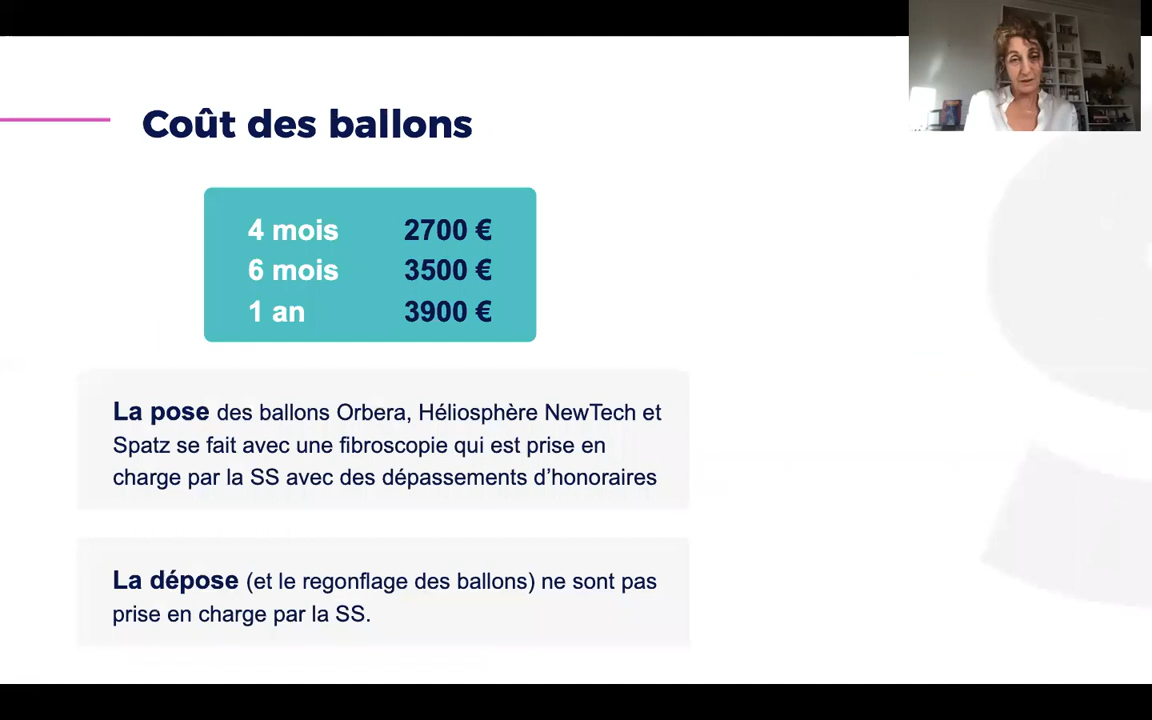 Coût des ballons
4 mois 2700 €
6 mois 3500 €
1 an 3900 €
La pose des ballons Orbera, Héliosphère NewTech et
Spatz se fait avec une fibroscopie qui est prise en
charge par la SS avec des dépassements d’honoraires
La dépose (et le regonflage des ballons) ne sont pas
prise en charge par la SS.